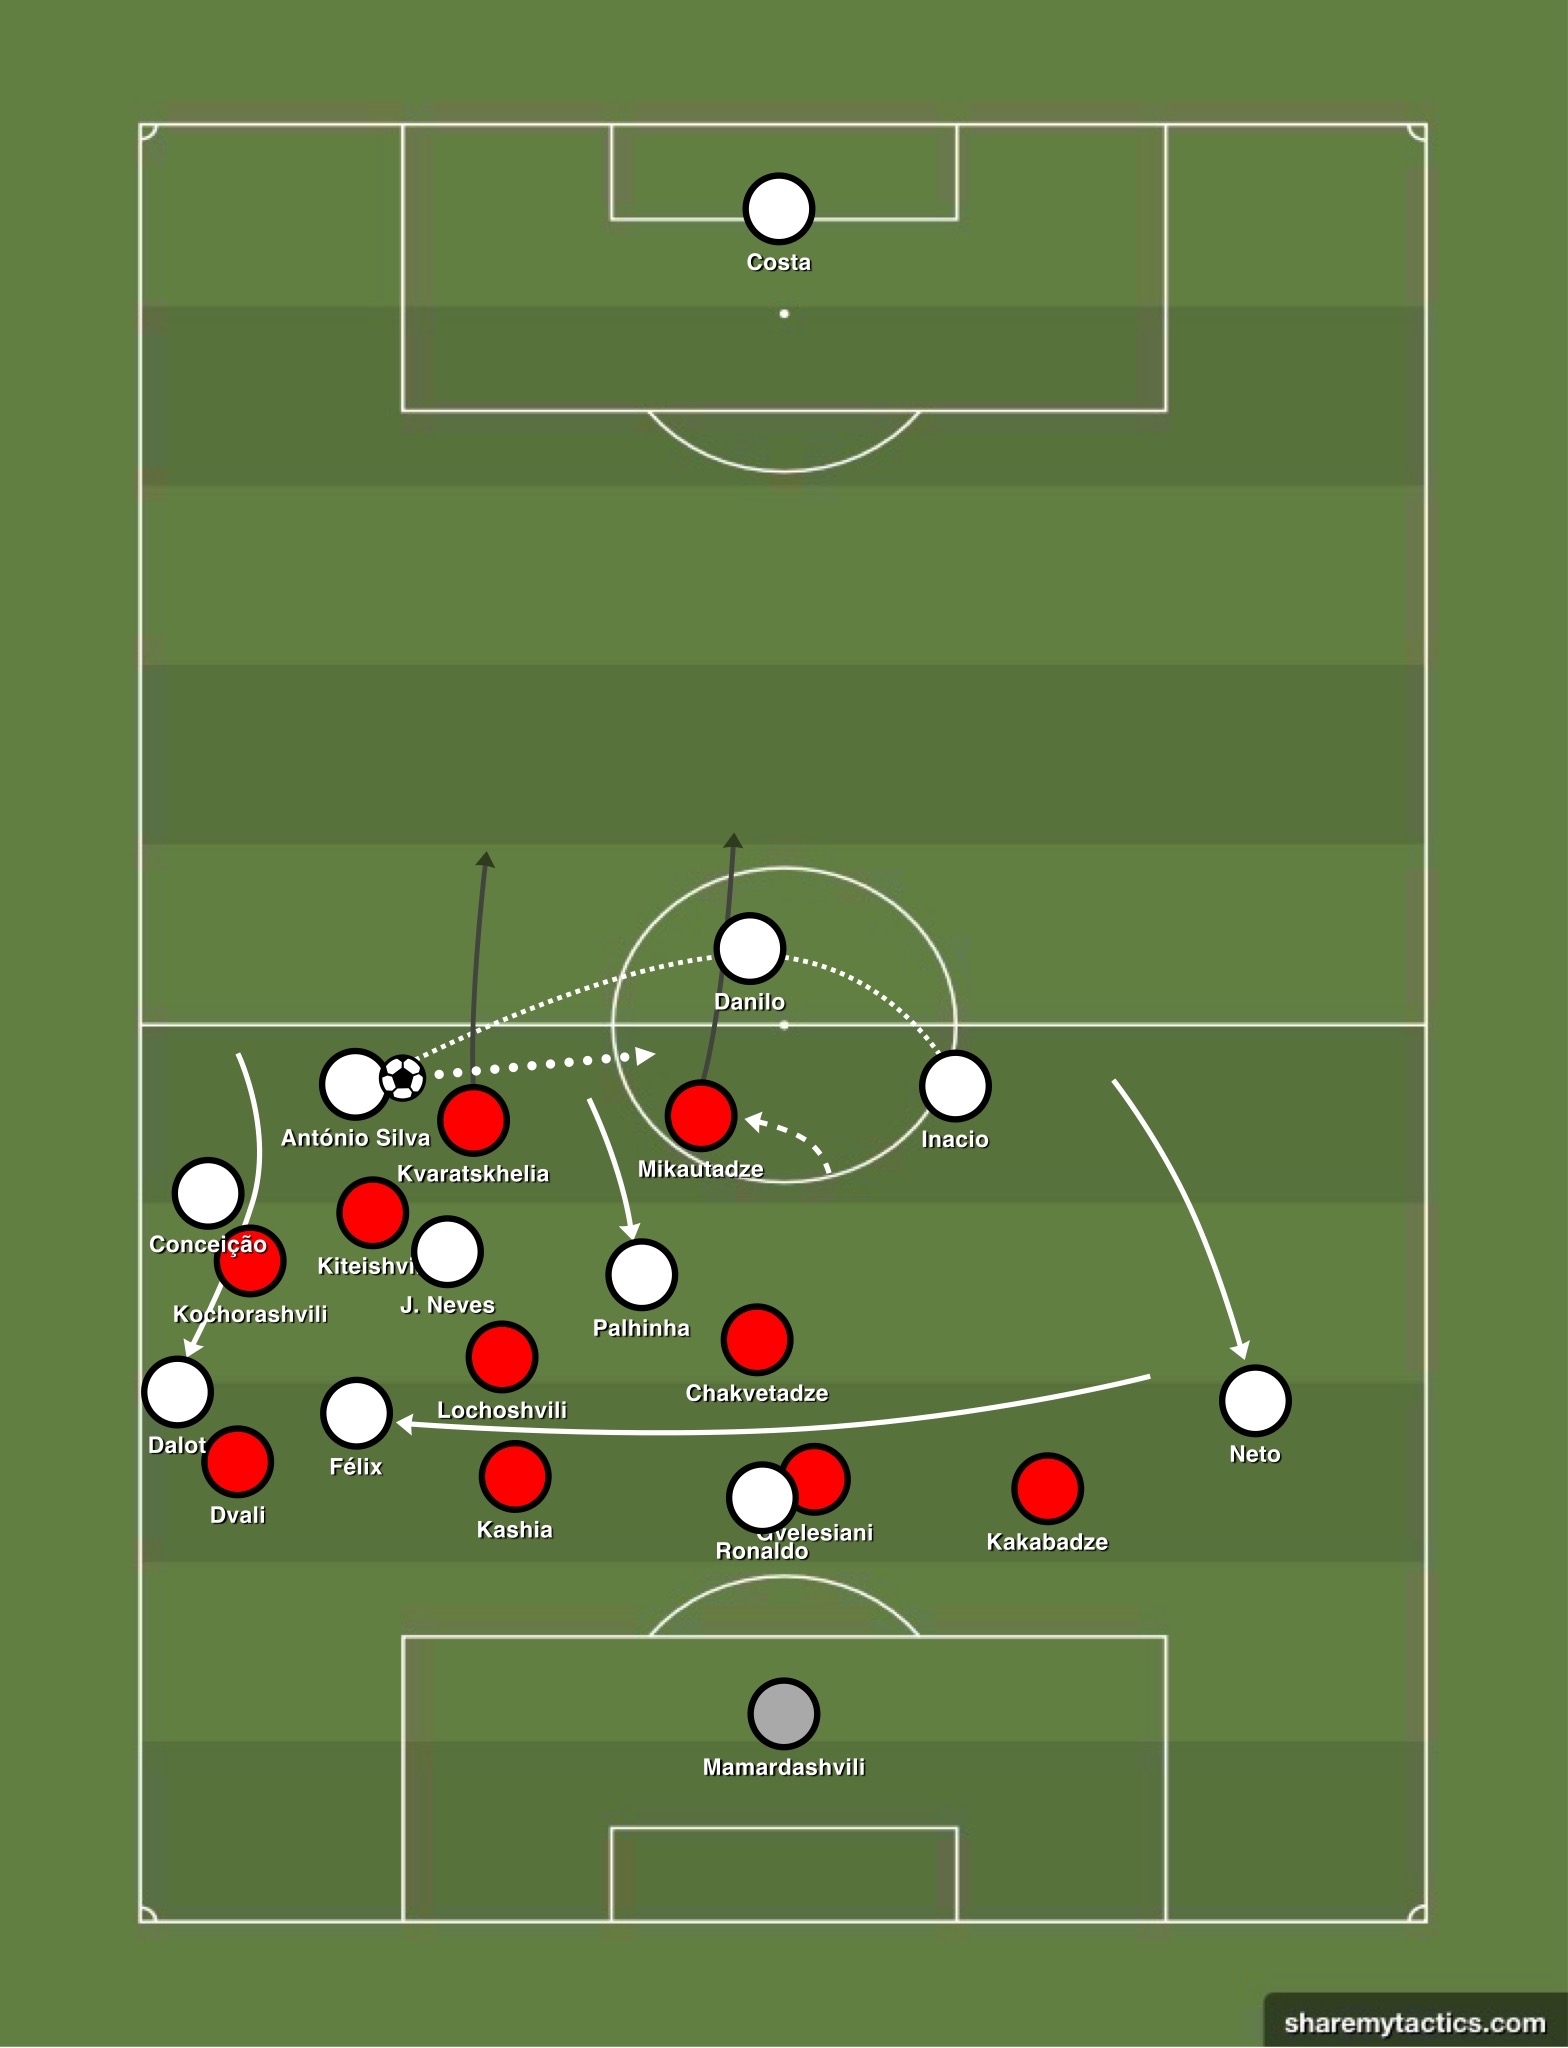 Costa
Danilo
António Silva
Inacio
Kvaratskhelia
Mikautadze
Conceição
Kiteishvi
J. Neves
Kochorashvili
Palhinha
Chakvetadze
Lochoshvili
Dalot
Félix
Neto
Dvali
Kashia
Gvelesiani
Ronaldo
Kakabadze
Mamardashvili
sharemytactics.com